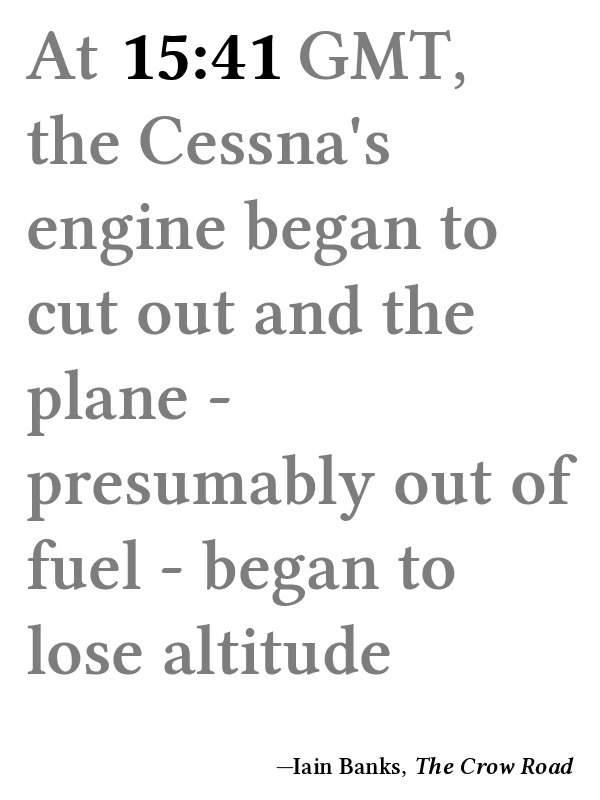 At 15:41 GMT,
the Cessna's
engine began to
cut out and the
plane -
presumably out of
fuel - began to
lose altitude
—Iain Banks, The Crow Road